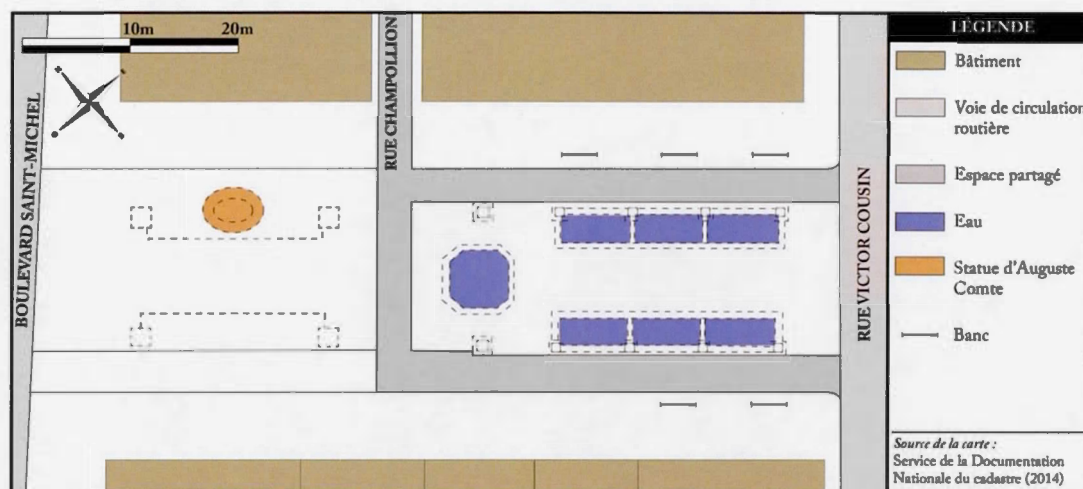 10m 20m
BOULEVARD SAINT-MICHEL
RUE CHAMPOLLION
RUE VICTOR COUSIN
LÉGENDE
Bâtiment
Voie de circulation
routière
Espace partagé
Eau
Statue d'Auguste
Comte
Banc
Source de la carte :
Service de la Documentation
Nationale du cadastre (2014)